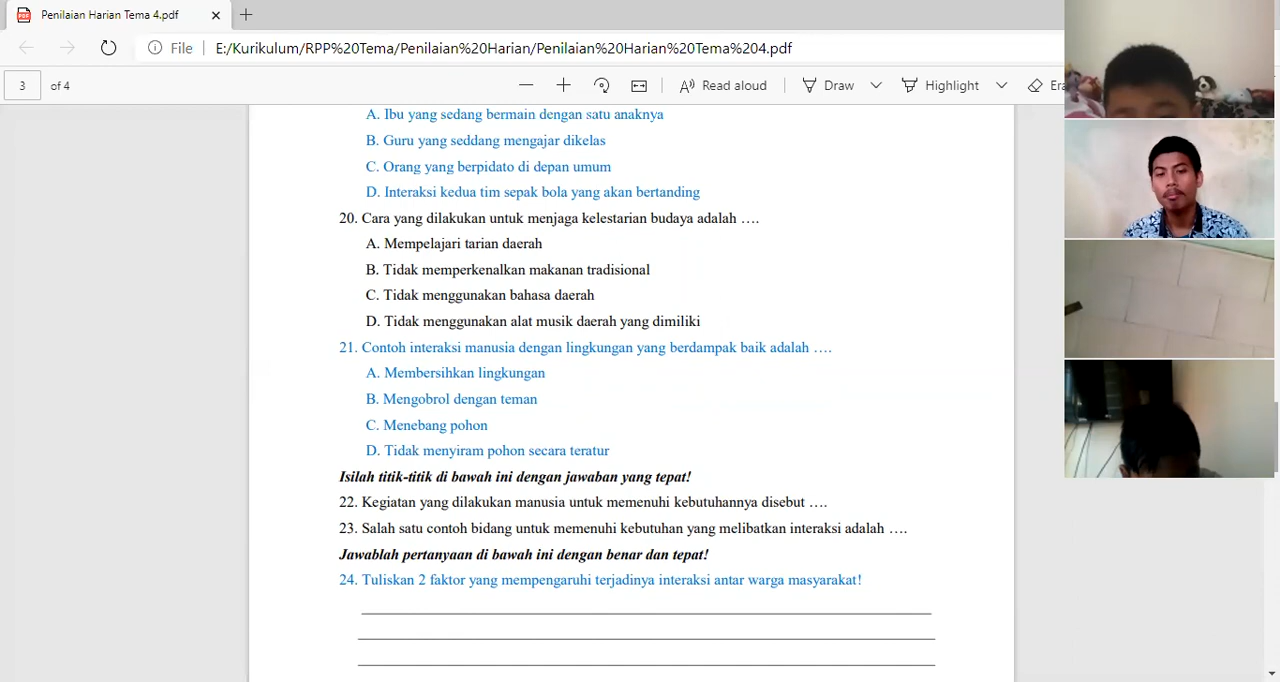 Penilaian Harian Tema 4.pdf
File E:/Kurikulum/RPP%20Tema/Penilaian%20Harian/Penilaian%20Harian%20Tema%204.pdf
3 of 4 Read aloud Draw Highlight Era
A. Ibu yang sedang bermain dengan satu anaknya
B. Guru yang seddang mengajar dikelas
C. Orang yang berpidato di depan umum
D. Interaksi kedua tim sepak bola yang akan bertanding
20. Cara yang dilakukan untuk menjaga kelestarian budaya adalah ….
A. Mempelajari tarian daerah
B. Tidak memperkenalkan makanan tradisional
C. Tidak menggunakan bahasa daerah
D. Tidak menggunakan alat musik daerah yang dimiliki
21. Contoh interaksi manusia dengan lingkungan yang berdampak baik adalah ….
A. Membersihkan lingkungan
B. Mengobrol dengan teman
C. Menebang pohon
D. Tidak menyiram pohon secara teratur
Isilah titik-titik di bawah ini dengan jawaban yang tepat!
22. Kegiatan yang dilakukan manusia untuk memenuhi kebutuhannya disebut ….
23. Salah satu contoh bidang untuk memenuhi kebutuhan yang melibatkan interaksi adalah ….
Jawablah pertanyaan di bawah ini dengan benar dan tepat!
24. Tuliskan 2 faktor yang mempengaruhi terjadinya interaksi antar warga masyarakat!